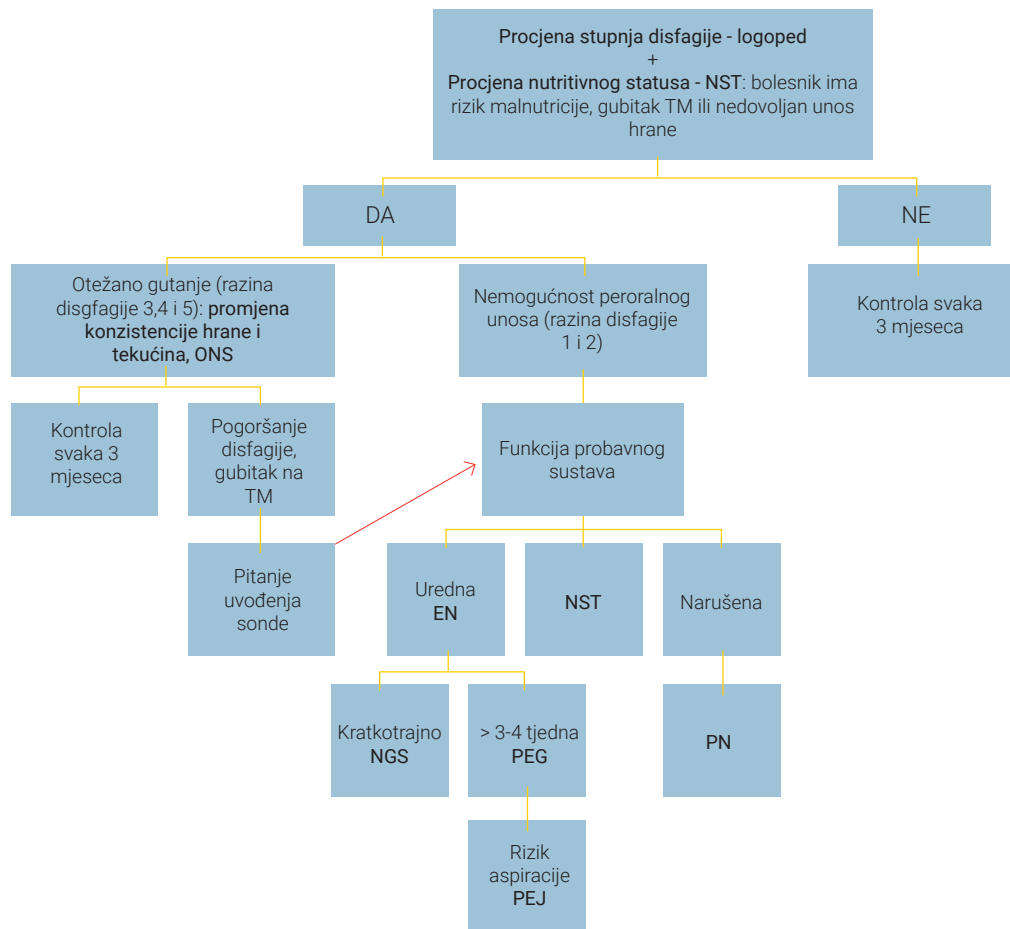 Procjena stupnja disfagije - logoped
+
Procjena nutritivnog statusa - NST: bolesnik ima
rizik malnutricije, gubitak TM ili nedovoljan unos
hrane
DA
NE
Otežano gutanje (razina
disgfagije 3,4 i 5): promjena
konzistencije hrane i
tekućina, ONS
Nemogućnost peroralnog
unosa (razina disfagije
1 i 2)
Kontrola svaka
3 mjeseca
Kontrola
svaka 3
mjeseca
Pogoršanje
disfagije,
gubitak na
TM
Funkcija probavnog
sustava
Pitanje
uvođenja
sonde
Uredna
EN
NST
Narušena
Kratkotrajno
NGS
> 3-4 tjedna
PEG
PN
Rizik
aspiracije
PEJ